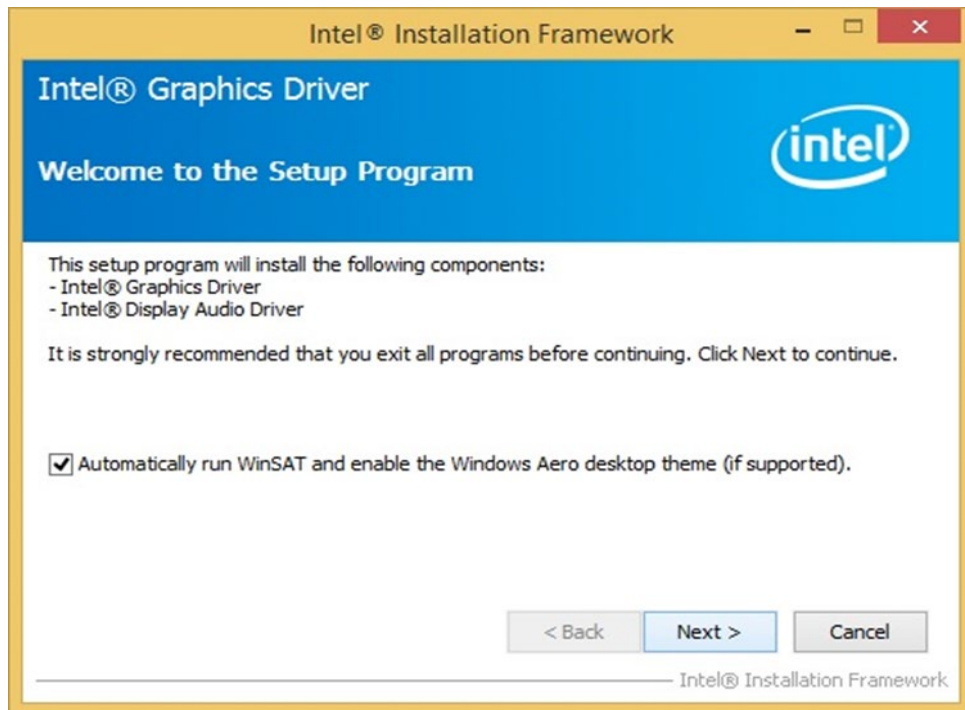 Intel® Installation Framework
Intel® Graphics Driver
intel®
Welcome to the Setup Program
This setup program will install the following components:
- Intel® Graphics Driver
- Intel® Display Audio Driver
It is strongly recommended that you exit all programs before continuing. Click Next to continue.
Automatically run WinSAT and enable the Windows Aero desktop theme (if supported).
< Back
Next >
Cancel
Intel® Installation Framework